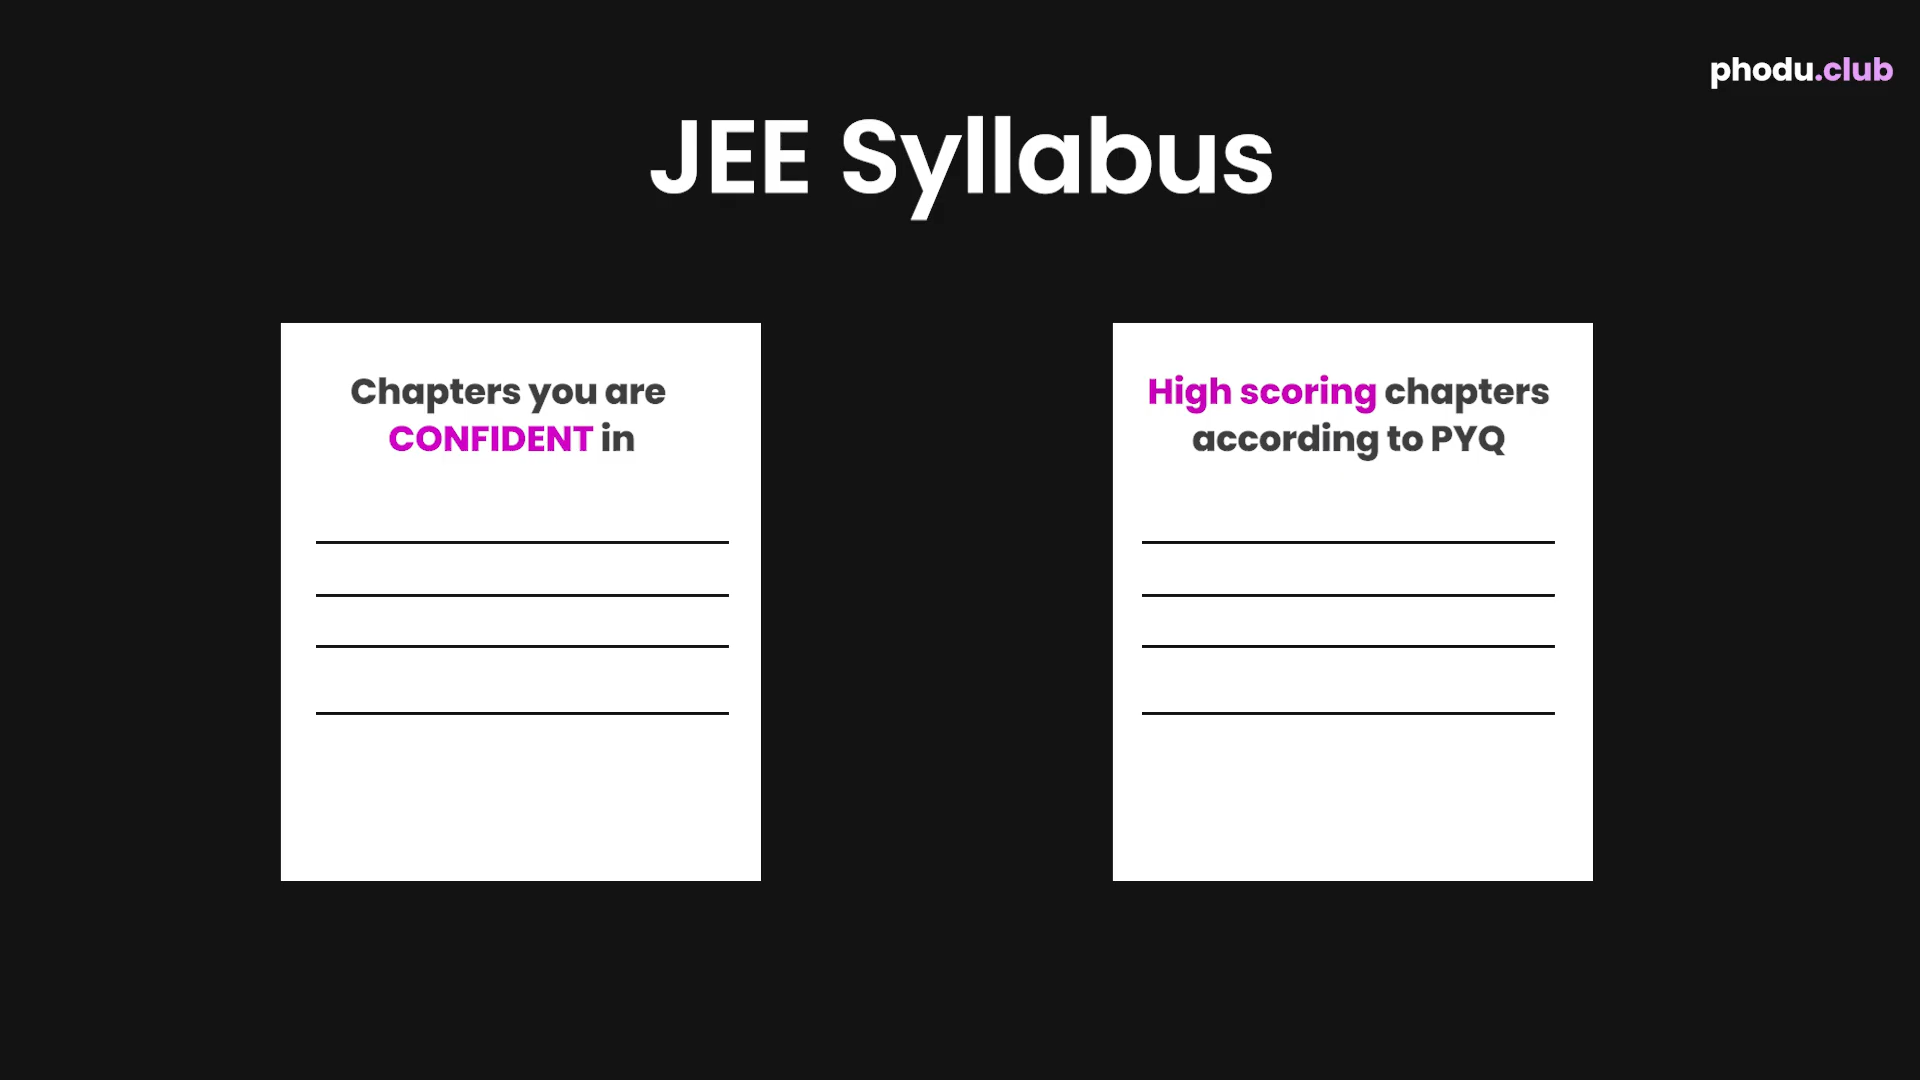 phodu.club
JEE Syllabus
Chapters you are
CONFIDENT in
High scoring chapters
according to PYQ